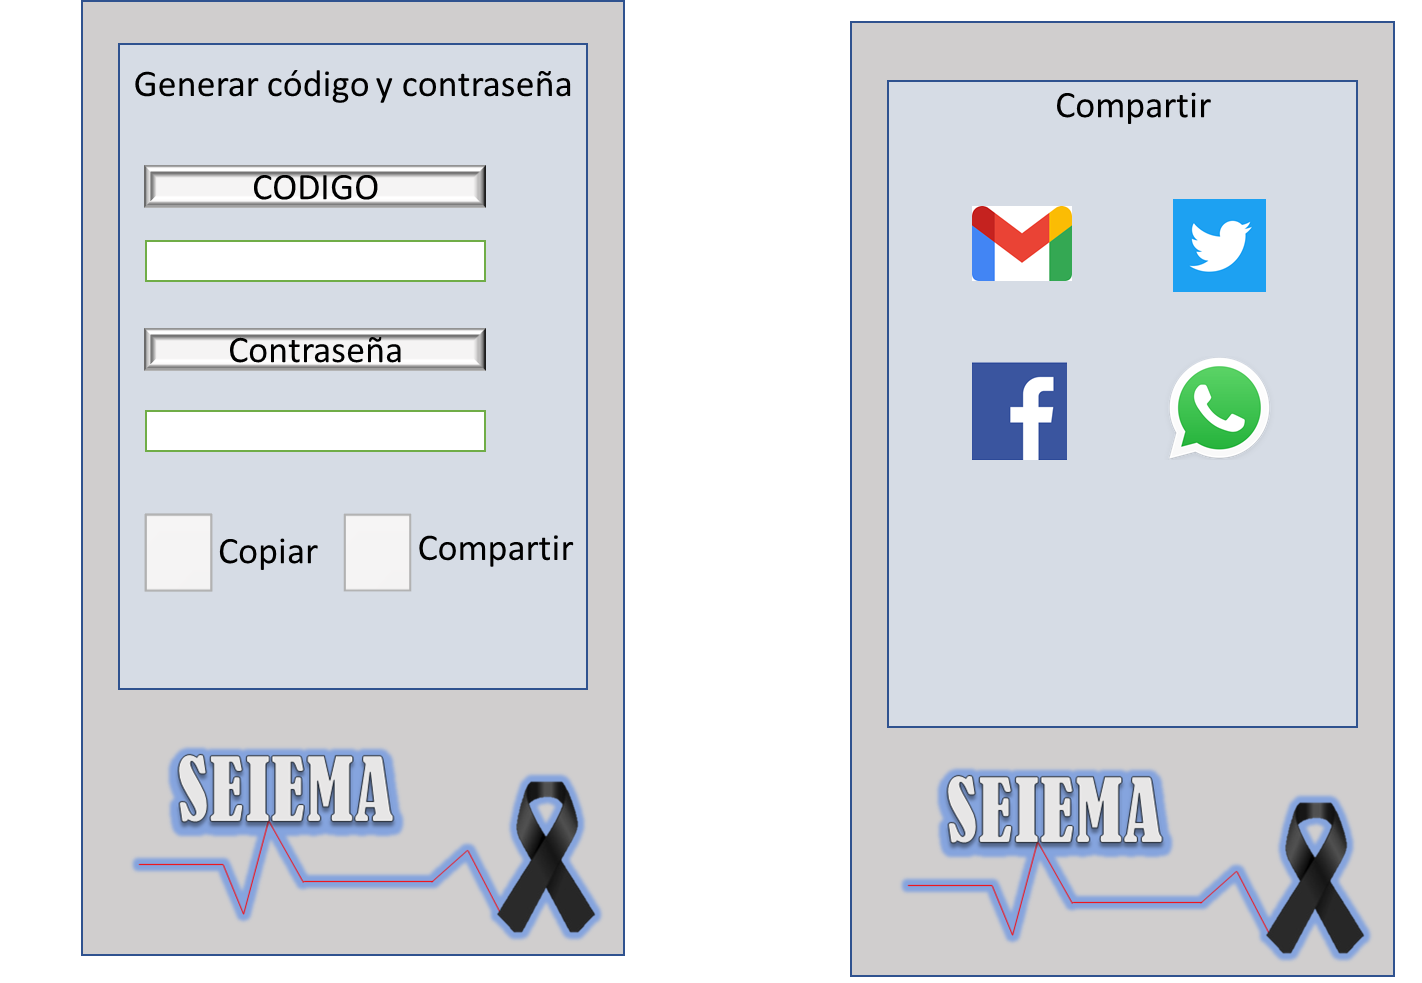 Generar código y contraseña
CODIGO
Contraseña
Copiar
Compartir
SEIEMA
Compartir
SEIEMA